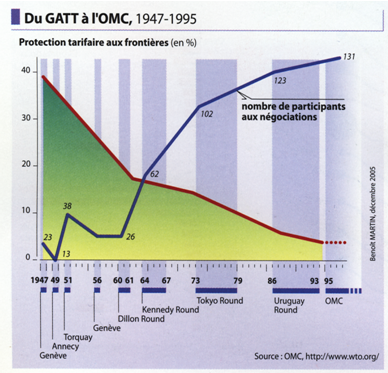 Du GATT à l'OMC, 1947-1995
Protection tarifaire aux frontières (en %)
40
30
20
10
0
23
13
38
26
62
102
123
131
nombre de participants
aux négociations
1947 49 51 56 60 61 64 67 73 79 86 93 95
Genève
Annecy
Torquay
Genève
Dillon Round
Kennedy Round
Tokyo Round
Uruguay
Round
OMC
Source : OMC, http://www.wto.org/
Benoît MARTIN, décembre 2005